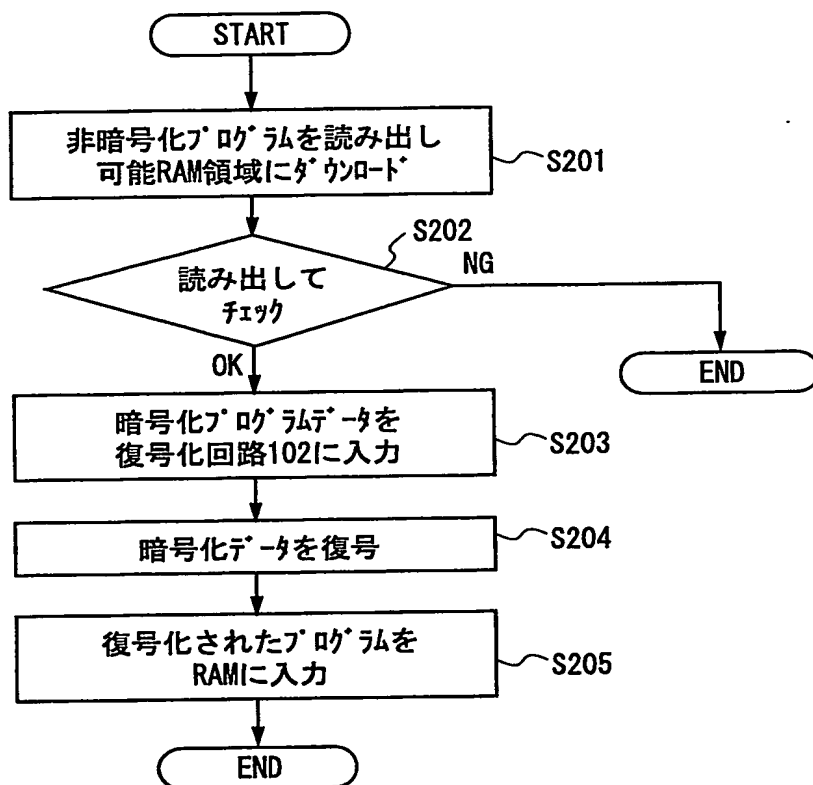 START
非暗号化プログラムを読み出し
可能RAM領域にダウンロード
S201
S202
読み出して
チェック
NG
OK
END
暗号化プログラムデータを
復号化回路102に入力
S203
暗号化データを復号
S204
復号化されたプログラムを
RAMに入力
S205
END